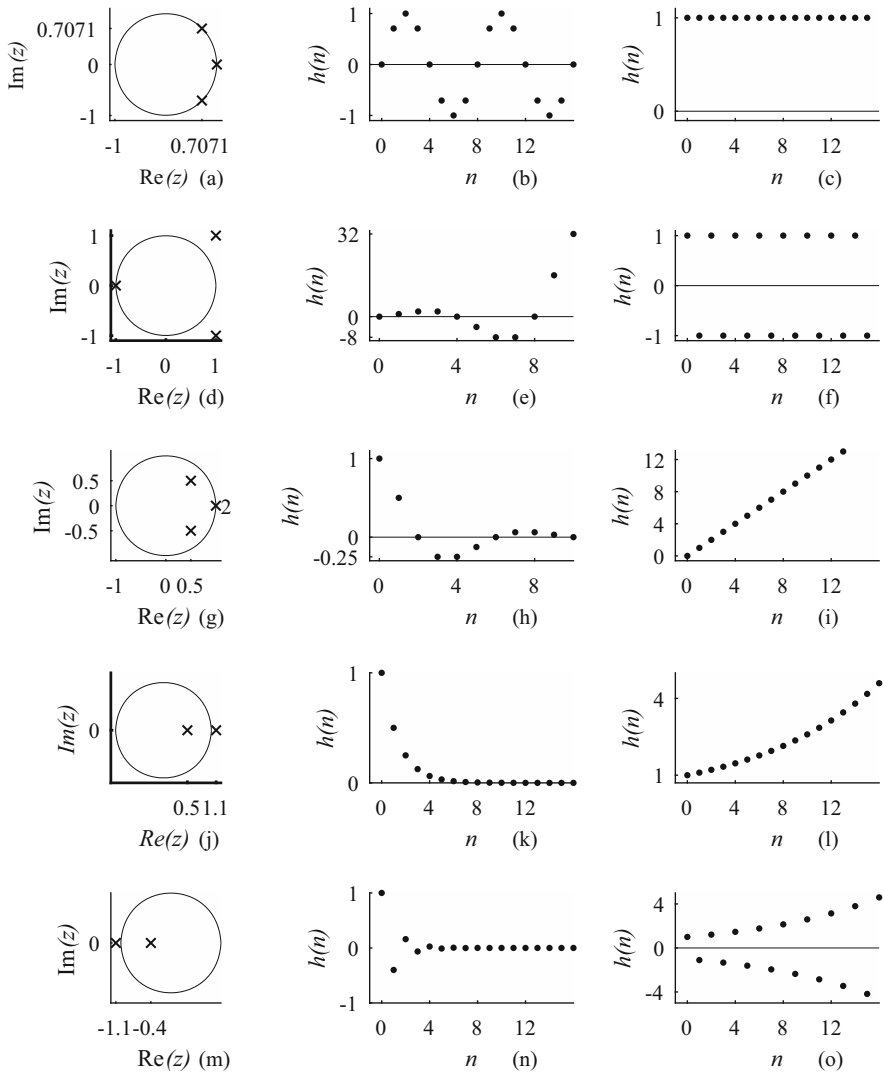 Im(z)
0.7071
0
-1
-1 0.7071
Re(z) (a)
h(n)
1
0
-1
0 4 8 12
n (b)
h(n)
1
0
0 4 8 12
n (c)
Im(z)
1
0
-1
-1 0 1
Re(z) (d)
h(n)
32
0
-8
0 4 8
n (e)
h(n)
1
0
-1
0 4 8 12
n (f)
Im(z)
0.5
0
-0.5
2
-1 0 0.5
Re(z) (g)
h(n)
1
0
-0.25
0 4 8
n (h)
h(n)
12
8
4
0
0 4 8 12
n (i)
Im(z)
0
0.51.1
Re(z) (j)
h(n)
1
0
0 4 8 12
n (k)
h(n)
4
1
0 4 8 12
n (l)
Im(z)
0
-1.1-0.4
Re(z) (m)
h(n)
1
0
-1
0 4 8 12
n (n)
h(n)
4
0
-4
0 4 8 12
n (o)